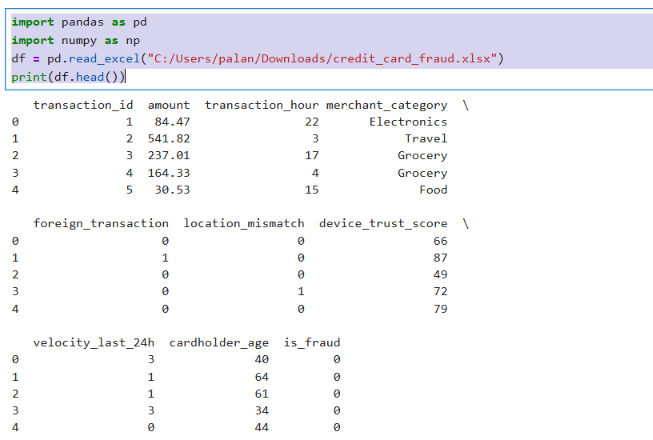 import pandas as pd
import numpy as np
df = pd.read_excel("C:/Users/palan/Downloads/credit_card_fraud.xlsx")
print(df.head())
   transaction_id  amount  transaction_hour merchant_category  \
0               1   84.47                22       Electronics
1               2  541.82                 3            Travel
2               3  237.01                17           Grocery
3               4  164.33                 4           Grocery
4               5   30.53                15              Food
   foreign_transaction  location_mismatch  device_trust_score  \
0                    0                  0                  66
1                    1                  0                  87
2                    0                  0                  49
3                    0                  1                  72
4                    0                  0                  79
   velocity_last_24h  cardholder_age  is_fraud
0                  3              40         0
1                  1              64         0
2                  1              61         0
3                  3              34         0
4                  0              44         0